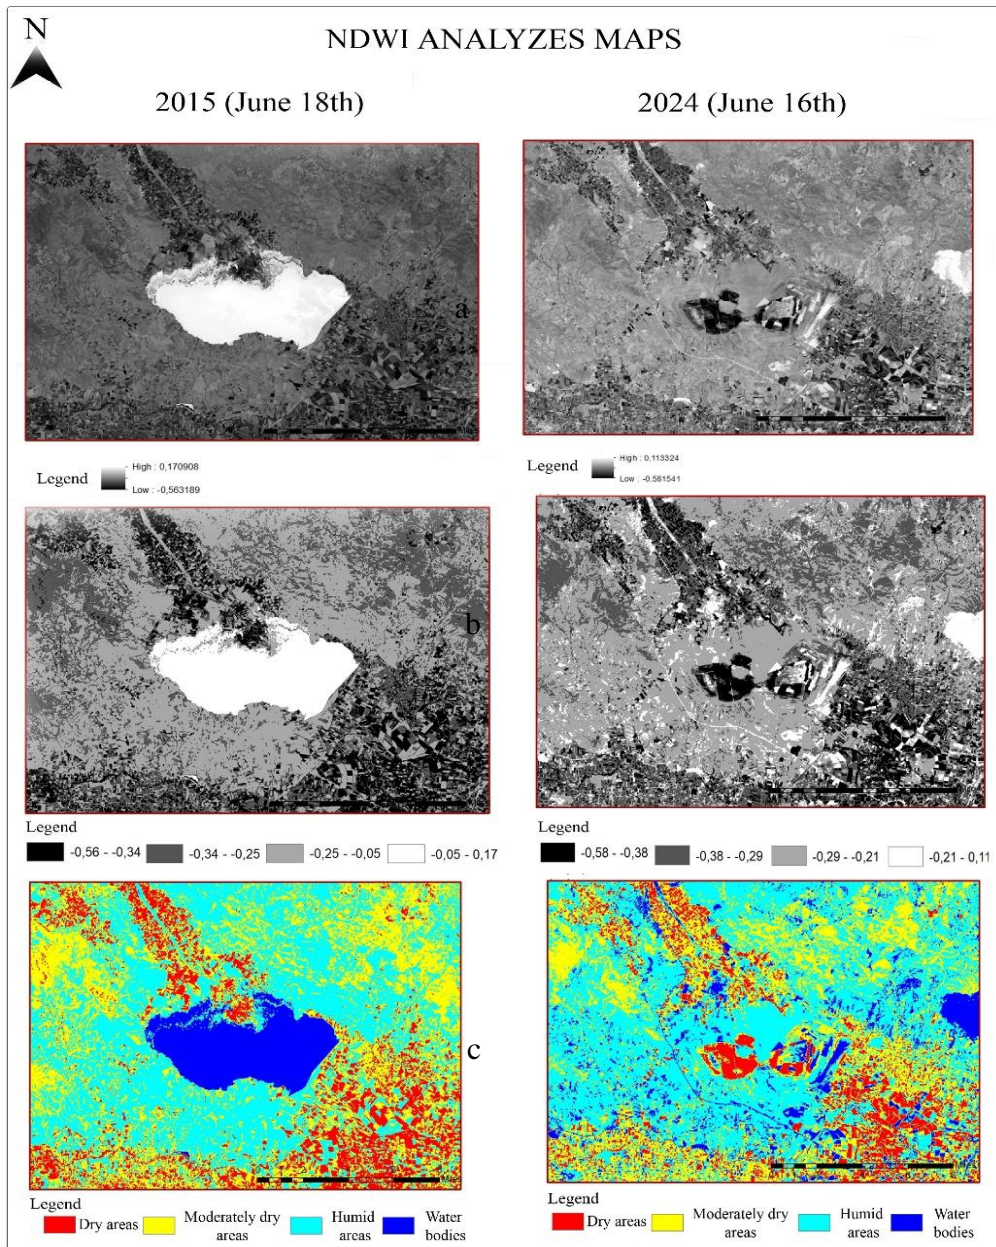 N
NDWI ANALYZES MAPS
2015 (June 18th)
2024 (June 16th)
a
Legend
High : 0,170908
Low : -0,563189
Legend
High : 0,113324
Low : -0,581541
b
Legend
-0,56 - -0,34
-0,34 - -0,25
-0,25 - -0,05
-0,05 - 0,17
Legend
-0,58 - -0,38
-0,38 - -0,29
-0,29 - -0,21
-0,21 - 0,11
c
Legend
Dry areas
Moderately dry
areas
Humid
areas
Water
bodies
Legend
Dry areas
Moderately dry
areas
Humid
areas
Water
bodies